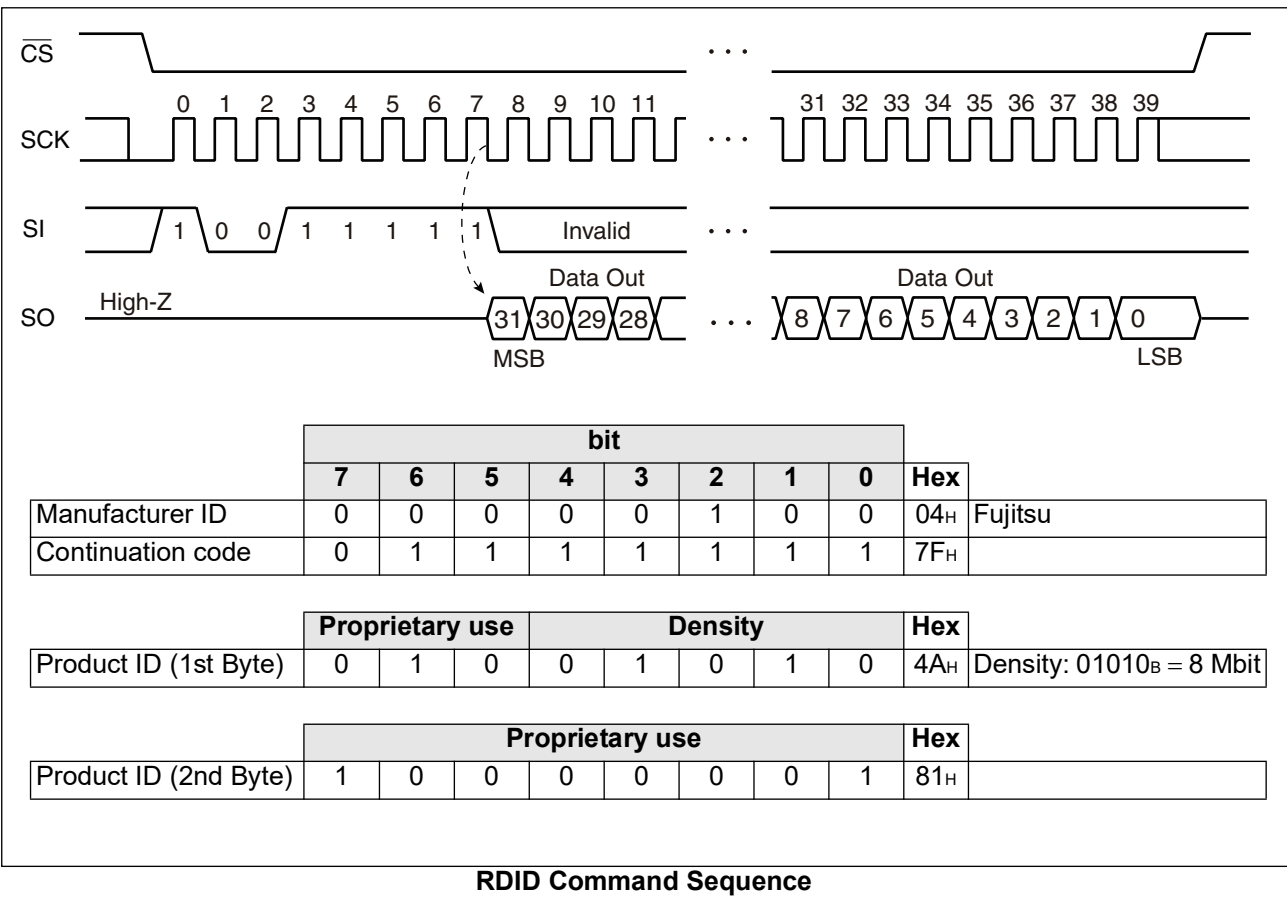 CS
0 1 2 3 4 5 6 7 8 9 10 11 31 32 33 34 35 36 37 38 39
SCK
SI 1 0 0 1 1 1 1 1 Invalid
Data Out Data Out
High-Z
SO 31 30 29 28 8 7 6 5 4 3 2 1 0
MSB LSB
bit
7 6 5 4 3 2 1 0 Hex
Manufacturer ID 0 0 0 0 0 1 0 0 04H Fujitsu
Continuation code 0 1 1 1 1 1 1 1 7FH
Proprietary use Density Hex
Product ID (1st Byte) 0 1 0 0 1 0 1 0 4AH Density: 01010B = 8 Mbit
Proprietary use Hex
Product ID (2nd Byte) 1 0 0 0 0 0 0 1 81H
RDID Command Sequence